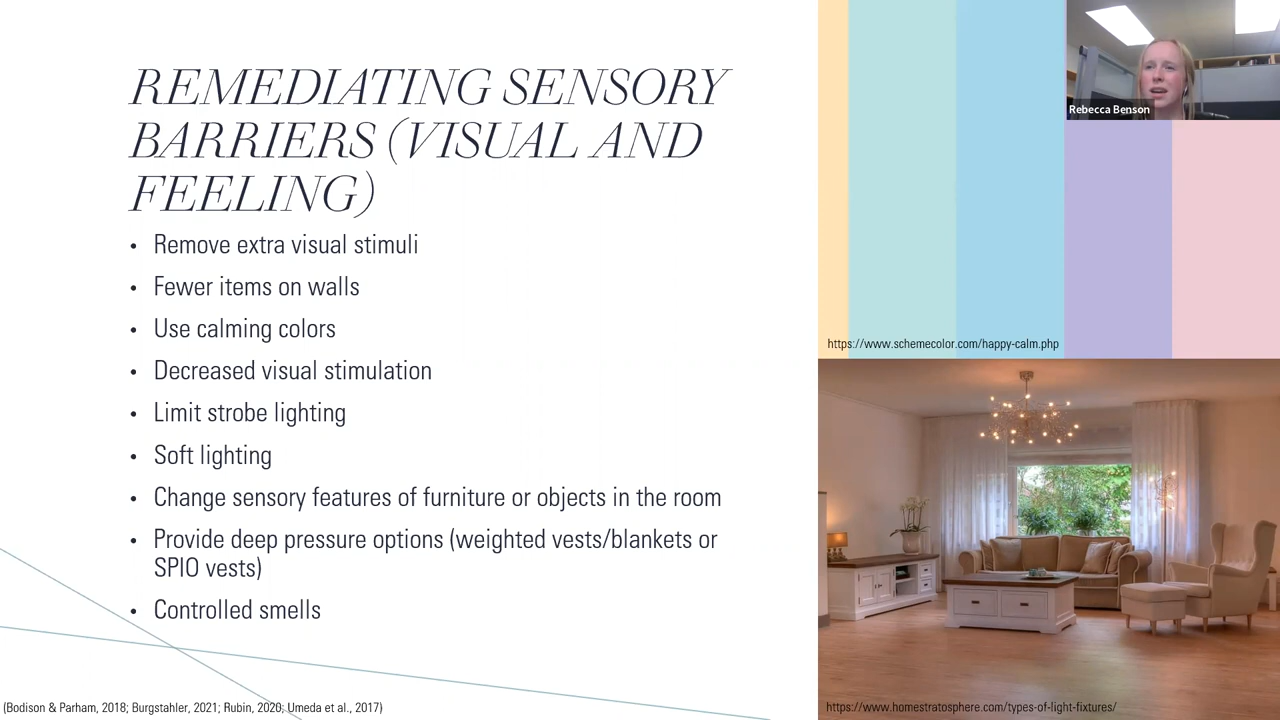 REMEDIATING SENSORY
BARRIERS (VISUAL AND
FEELING)
• Remove extra visual stimuli
• Fewer items on walls
• Use calming colors
• Decreased visual stimulation
• Limit strobe lighting
• Soft lighting
• Change sensory features of furniture or objects in the room
• Provide deep pressure options (weighted vests/blankets or
SPIO vests)
• Controlled smells
(Bodison & Parham, 2018; Burgstahler, 2021; Rubin, 2020; Umeda et al., 2017)
Rebecca Benson
https://www.schemecolor.com/happy-calm.php
https://www.homestratosphere.com/types-of-light-fixtures/